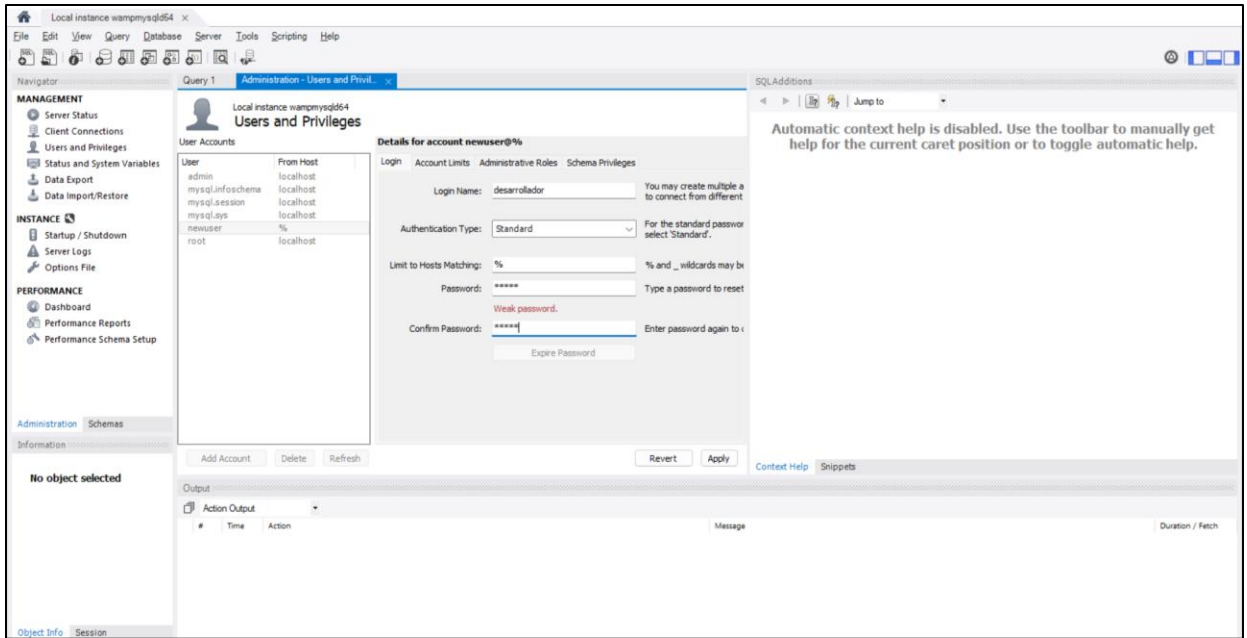 Local instance wampmysqld64 ×
File Edit View Query Database Server Tools Scripting Help
Navigator
MANAGEMENT
Server Status
Client Connections
Users and Privileges
Status and System Variables
Data Export
Data Import/Restore
INSTANCE
Startup / Shutdown
Server Logs
Options File
PERFORMANCE
Dashboard
Performance Reports
Performance Schema Setup
Administration Schemas
Information
No object selected
Object Info Session
Query 1 Administration - Users and Privil... ×
Local instance wampmysqld64
Users and Privileges
User Accounts
User From Host
admin localhost
mysql.infoschema localhost
mysql.session localhost
mysql.sys localhost
newuser %
root localhost
Add Account Delete Refresh
Details for account newuser@%
Login Account Limits Administrative Roles Schema Privileges
Login Name: desarrollador You may create multiple a
to connect from different
Authentication Type: Standard For the standard passwor
select 'Standard'.
Limit to Hosts Matching: % % and _ wildcards may be
Password: ***** Type a password to reset
Weak password.
Confirm Password: ***** Enter password again to c
Expire Password
Revert Apply
SQLAdditions
Jump to
Automatic context help is disabled. Use the toolbar to manually get
help for the current caret position or to toggle automatic help.
Context Help Snippets
Output
Action Output
# Time Action Message Duration / Fetch